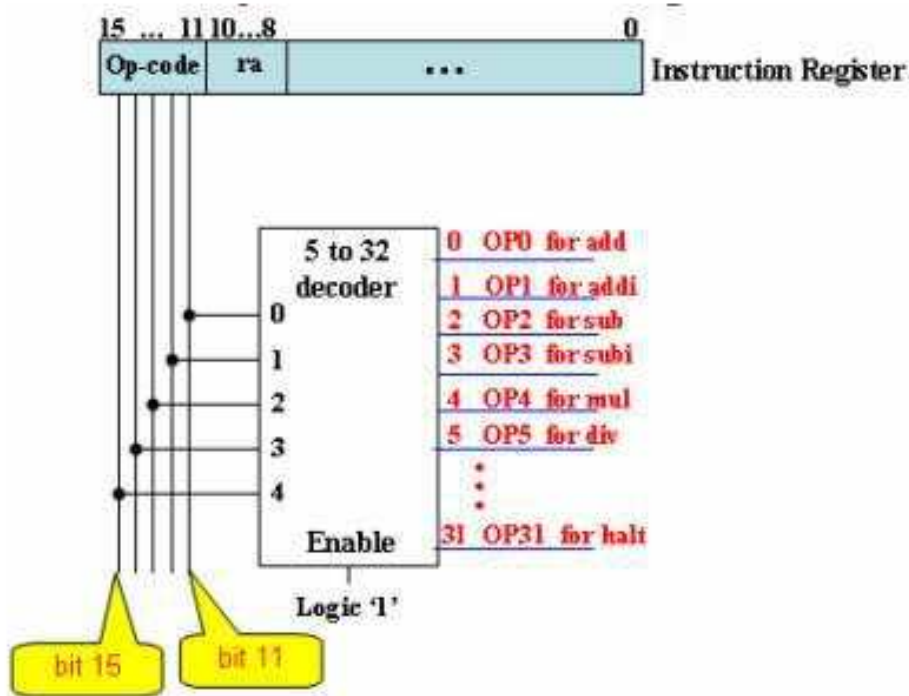 15 ... 11 10...8 0
Op-code ra ... Instruction Register
5 to 32
decoder
0
1
2
3
4
Enable
Logic '1'
0 OP0 for add
1 OP1 for addi
2 OP2 for sub
3 OP3 for subi
4 OP4 for mul
5 OP5 for div
31 OP31 for halt
bit 15
bit 11